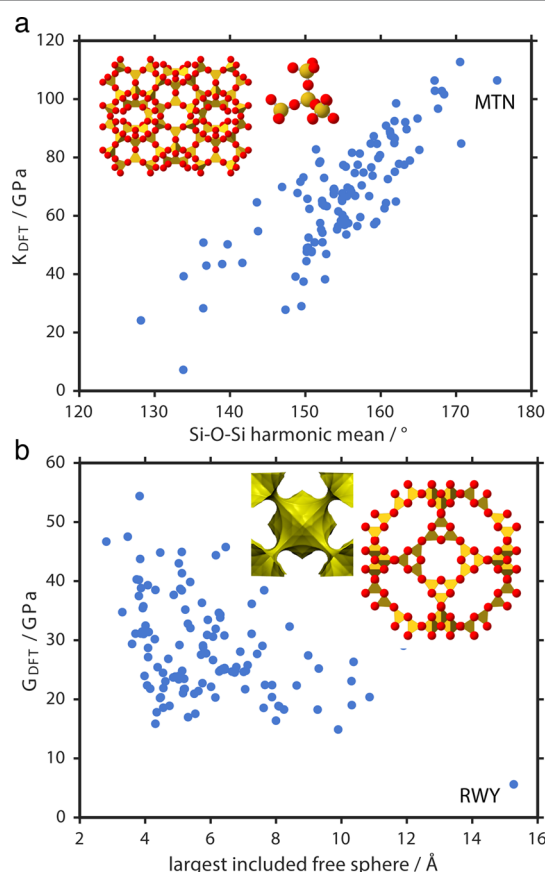 a
120
100
80
60
40
20
0
K DFT / GPa
MTN
120 130 140 150 160 170 180
Si-O-Si harmonic mean / °
b
60
50
40
30
20
10
0
G DFT / GPa
RWY
2 4 6 8 10 12 14 16
largest included free sphere / Å